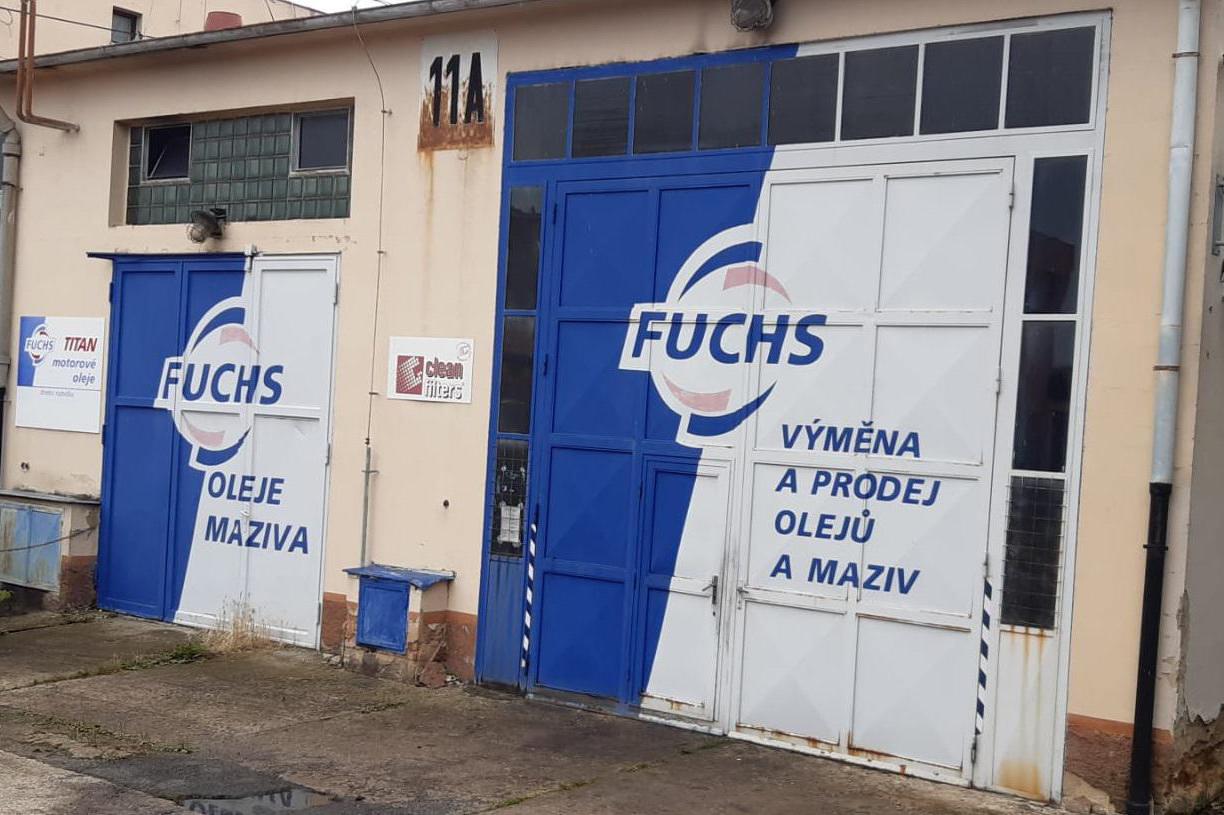 11A
FUCHS TITAN
motorové
oleje
FUCHS
OLEJE
MAZIVA
clean
filters
FUCHS
VÝMĚNA
A PRODEJ
OLEJŮ
A MAZIV